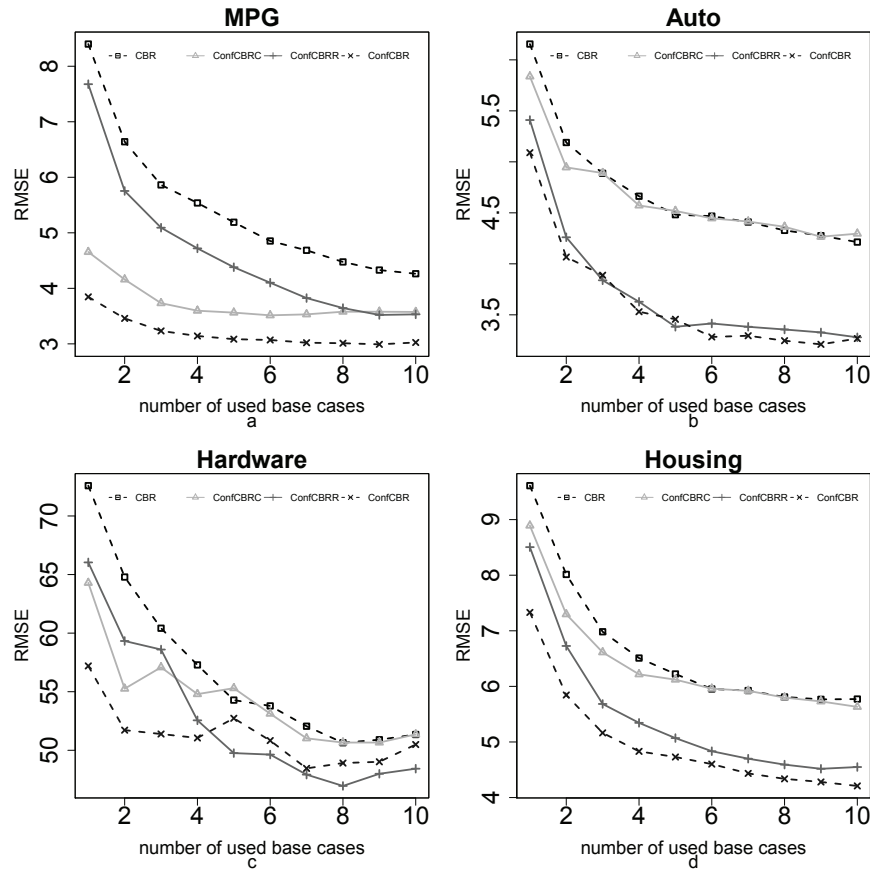 MPG
CBR ConfCBRC ConfCBRR ConfCBR
RMSE
8
7
6
5
4
3
2 4 6 8 10
number of used base cases
a
Auto
CBR ConfCBRC ConfCBRR ConfCBR
RMSE
5.5
4.5
3.5
2 4 6 8 10
number of used base cases
b
Hardware
CBR ConfCBRC ConfCBRR ConfCBR
RMSE
70
65
60
55
50
2 4 6 8 10
number of used base cases
c
Housing
CBR ConfCBRC ConfCBRR ConfCBR
RMSE
9
8
7
6
5
4
2 4 6 8 10
number of used base cases
d